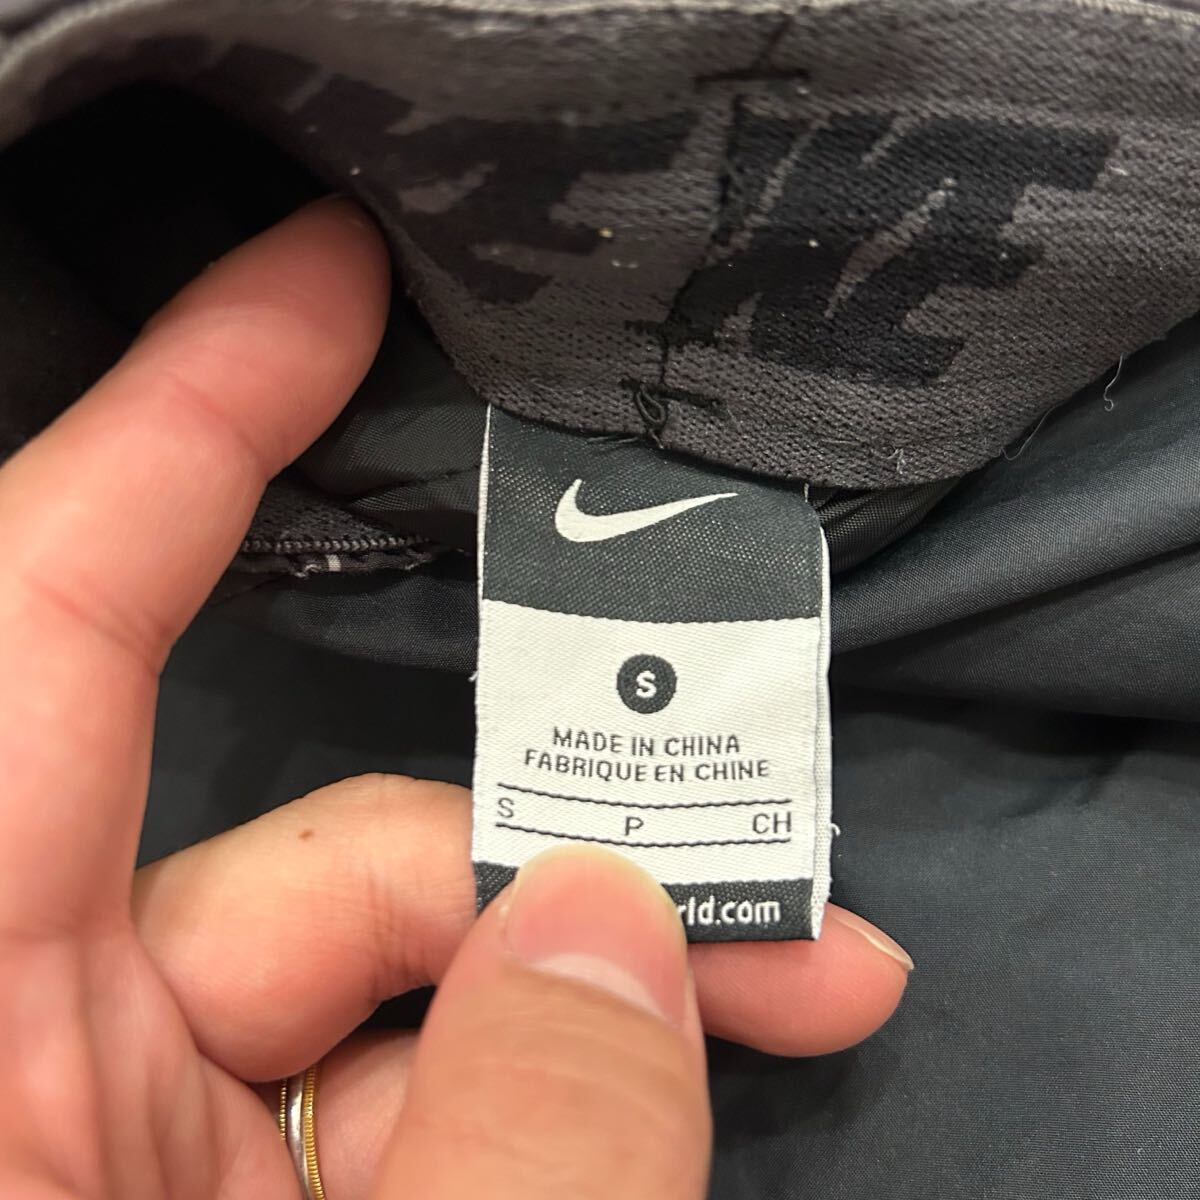 S
MADE IN CHINA
FABRIQUE EN CHINE
S P CH